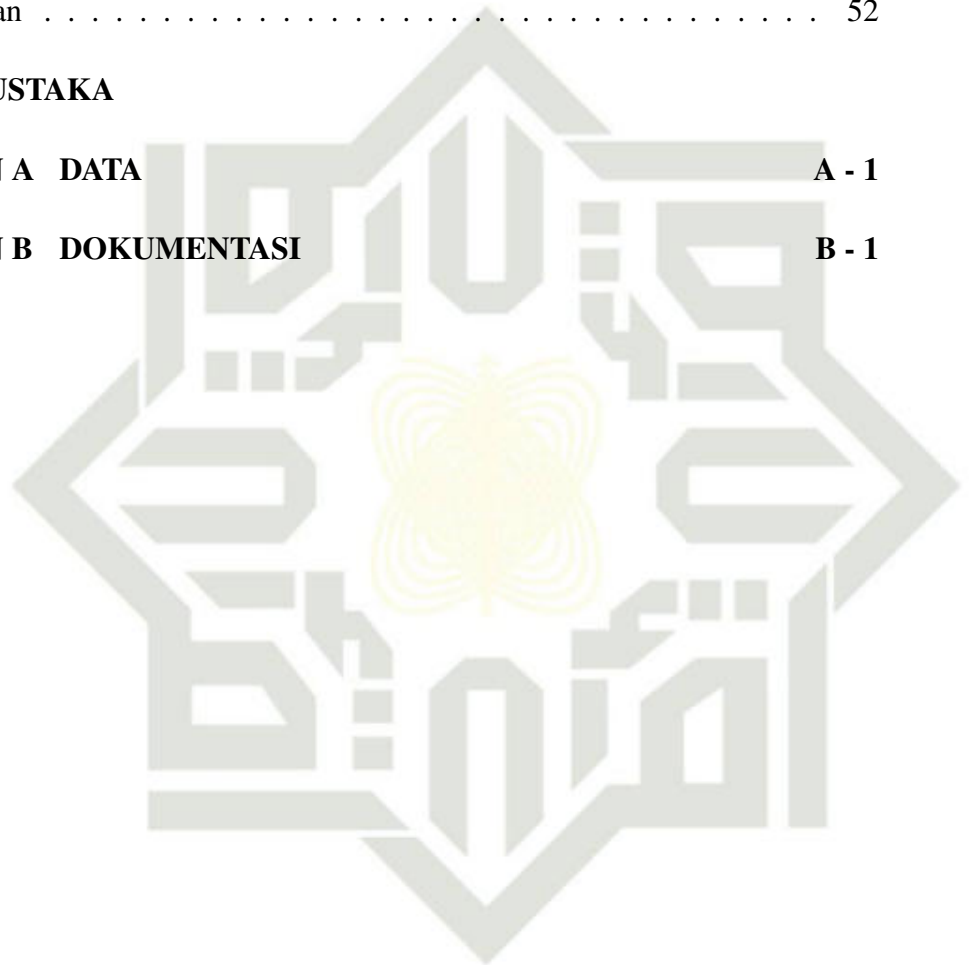 an . . . . . . . . . . . . . . . . . . . . . . . . . . . . . . . . . . . 52
USTAKA
N A DATA A - 1
N B DOKUMENTASI B - 1